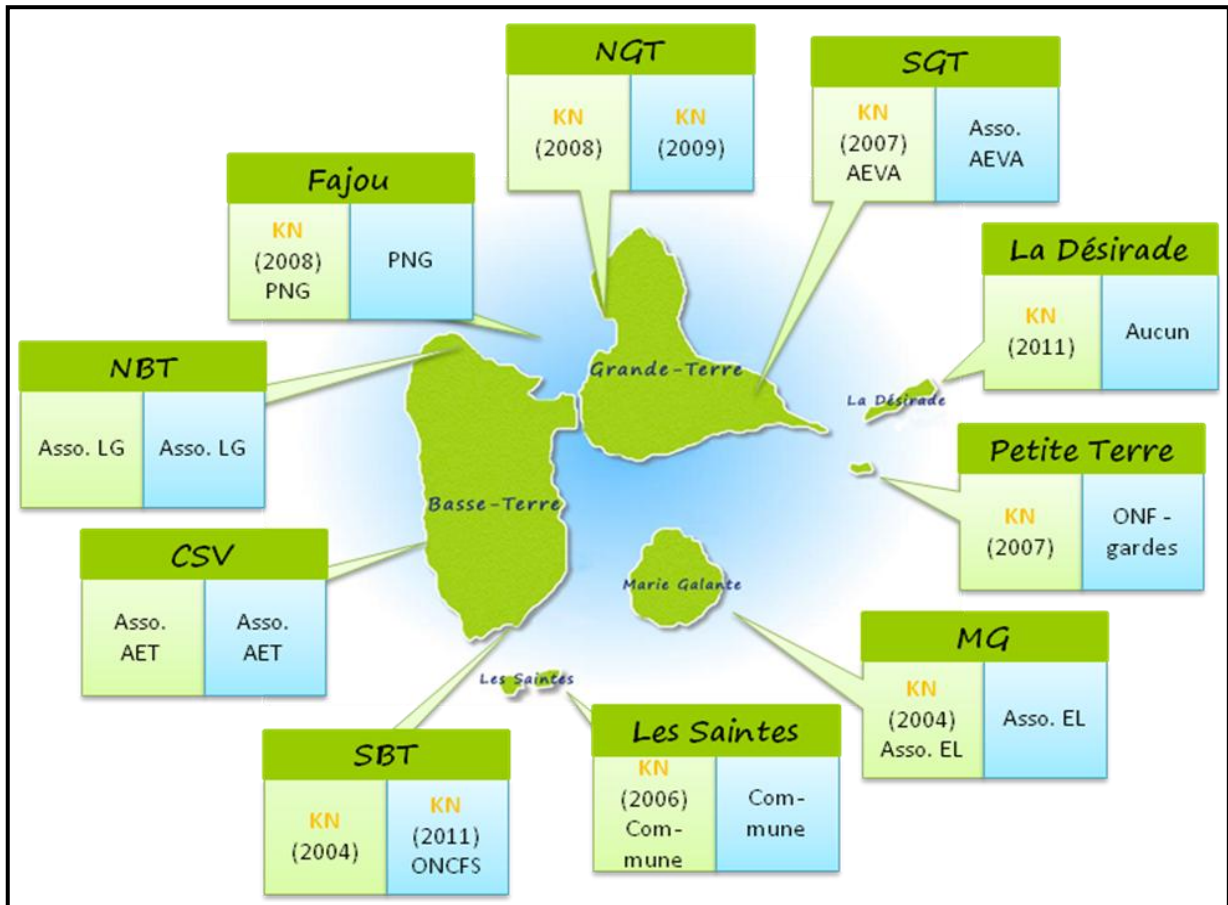 NGT
KN
(2008)
KN
(2009)
SGT
KN
(2007)
AEVA
Asso.
AEVA
Fajou
KN
(2008)
PNG
PNG
La Désirade
KN
(2011)
Aucun
NBT
Asso. LG
Asso. LG
Grande-Terre
La Désirade
Petite Terre
KN
(2007)
ONF -
gardes
Basse-Terre
CSV
Asso.
AET
Asso.
AET
Marie Galante
MG
KN
(2004)
Asso. EL
Asso. EL
Les Saintes
SBT
KN
(2004)
KN
(2011)
ONCFS
Les Saintes
KN
(2006)
Com-
mune
Com-
mune